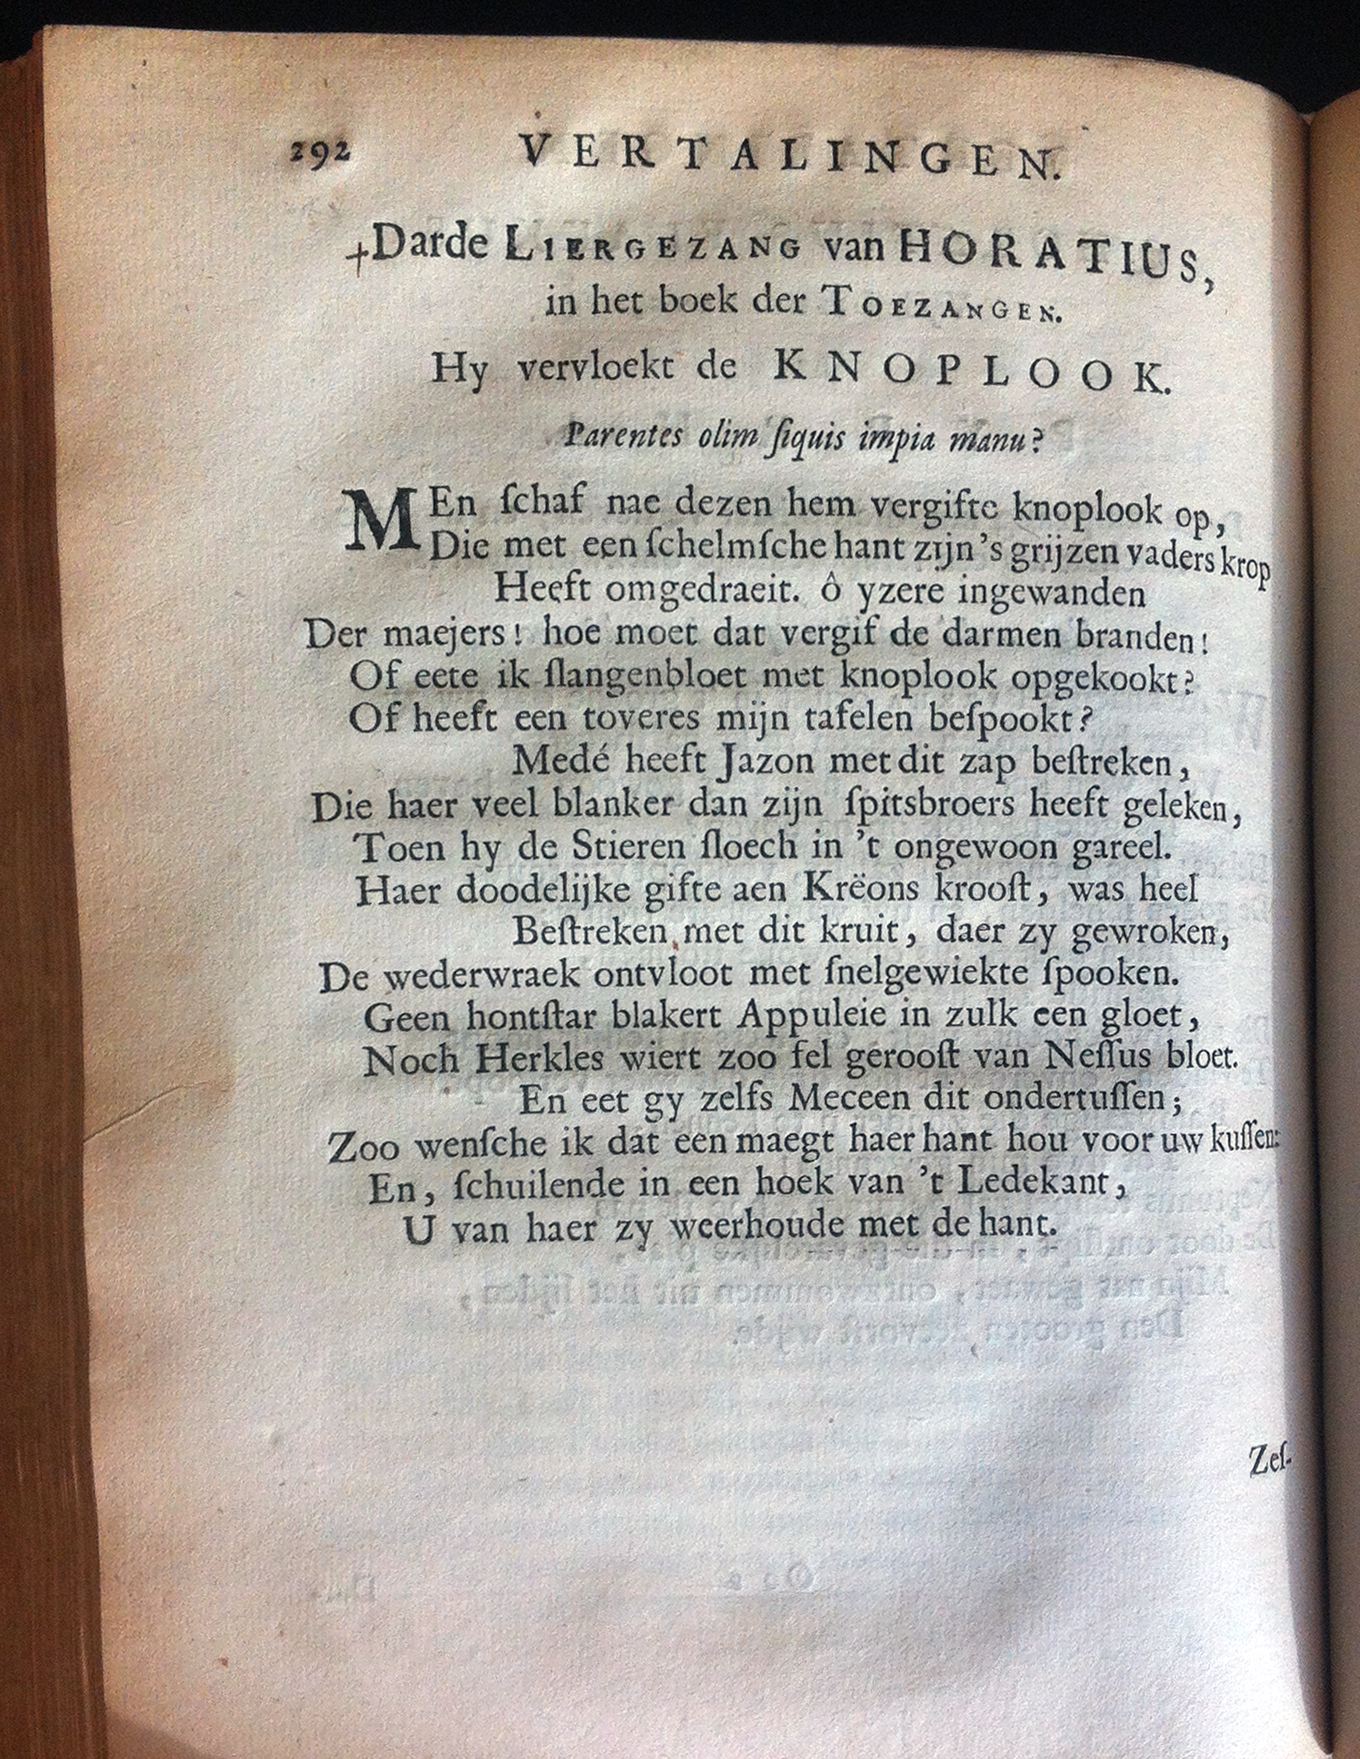 292 VERTALINGEN.
Darde LIERGEZANG van HORATIUS,
in het boek der TOEZANGEN.
Hy vervloekt de KNOPLOOK.
Parentes olim ſiquis impia manu?
MEn ſchaf nae dezen hem vergifte knoplook op,
Die met een ſchelmſche hant zijn 's grijzen vaders krop
Heeft omgedraeit. ô yzere ingewanden
Der maejers! hoe moet dat vergif de darmen branden!
Of eete ik ſlangenbloet met knoplook opgekookt?
Of heeft een toveres mijn tafelen beſpookt?
Medé heeft Jazon met dit zap beſtreken,
Die haer veel blanker dan zijn ſpitsbroers heeft geleken,
Toen hy de Stieren ſloech in 't ongewoon gareel.
Haer doodelijke gifte aen Krëons krooſt, was heel
Beſtreken met dit kruit, daer zy gewroken,
De wederwraek ontvloot met ſnelgewiekte ſpooken.
Geen hontſtar blakert Appuleie in zulk een gloet,
Noch Herkles wiert zoo fel gerooſt van Neſſus bloet.
En eet gy zelfs Meceen dit ondertuſſen;
Zoo wenſche ik dat een maegt haer hant hou voor uw kuſſen:
En, ſchuilende in een hoek van 't Ledekant,
U van haer zy weerhoude met de hant.
Zeſ-